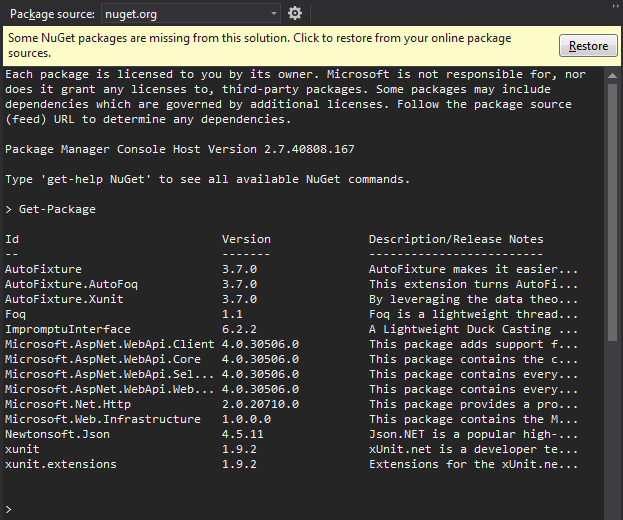 Package source: nuget.org
Some NuGet packages are missing from this solution. Click to restore from your online package
sources.
Restore
Each package is licensed to you by its owner. Microsoft is not responsible for, nor
does it grant any licenses to, third-party packages. Some packages may include
dependencies which are governed by additional licenses. Follow the package source
(feed) URL to determine any dependencies.
Package Manager Console Host Version 2.7.40808.167
Type 'get-help NuGet' to see all available NuGet commands.
> Get-Package
Id Version Description/Release Notes
-- ------- -------------------------
AutoFixture 3.7.0 AutoFixture makes it easier...
AutoFixture.AutoFoq 3.7.0 This extension turns AutoFi...
AutoFixture.Xunit 3.7.0 By leveraging the data theo...
Foq 1.1 Foq is a lightweight thread...
ImpromptuInterface 6.2.2 A Lightweight Duck Casting ...
Microsoft.AspNet.WebApi.Client 4.0.30506.0 This package adds support f...
Microsoft.AspNet.WebApi.Core 4.0.30506.0 This package contains the c...
Microsoft.AspNet.WebApi.Sel... 4.0.30506.0 This package contains every...
Microsoft.AspNet.WebApi.Web... 4.0.30506.0 This package contains every...
Microsoft.Net.Http 2.0.20710.0 This package provides a pro...
Microsoft.Web.Infrastructure 1.0.0.0 This package contains the M...
Newtonsoft.Json 4.5.11 Json.NET is a popular high-...
xunit 1.9.2 xUnit.net is a developer te...
xunit.extensions 1.9.2 Extensions for the xUnit.ne...
>